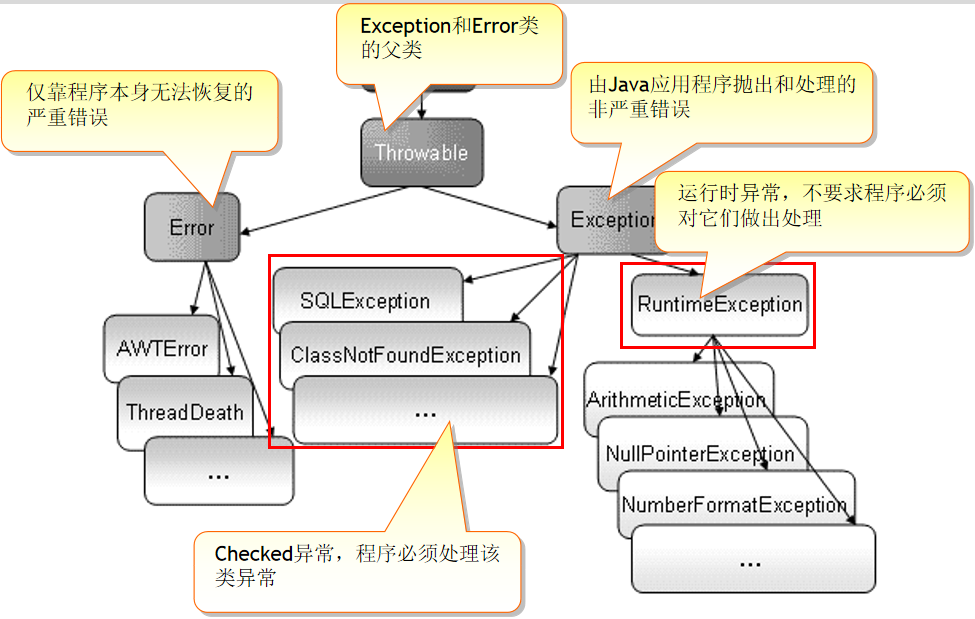 Exception和Error类
的父类
仅靠程序本身无法恢复的
严重错误
由Java应用程序抛出和处理的
非严重错误
Throwable
运行时异常，不要求程序必须
对它们做出处理
Error
Exception
SQLException
RuntimeException
AWTError
ClassNotFoundException
ArithmeticException
ThreadDeath
...
NullPointerException
...
NumberFormatException
...
Checked异常，程序必须处理该
类异常